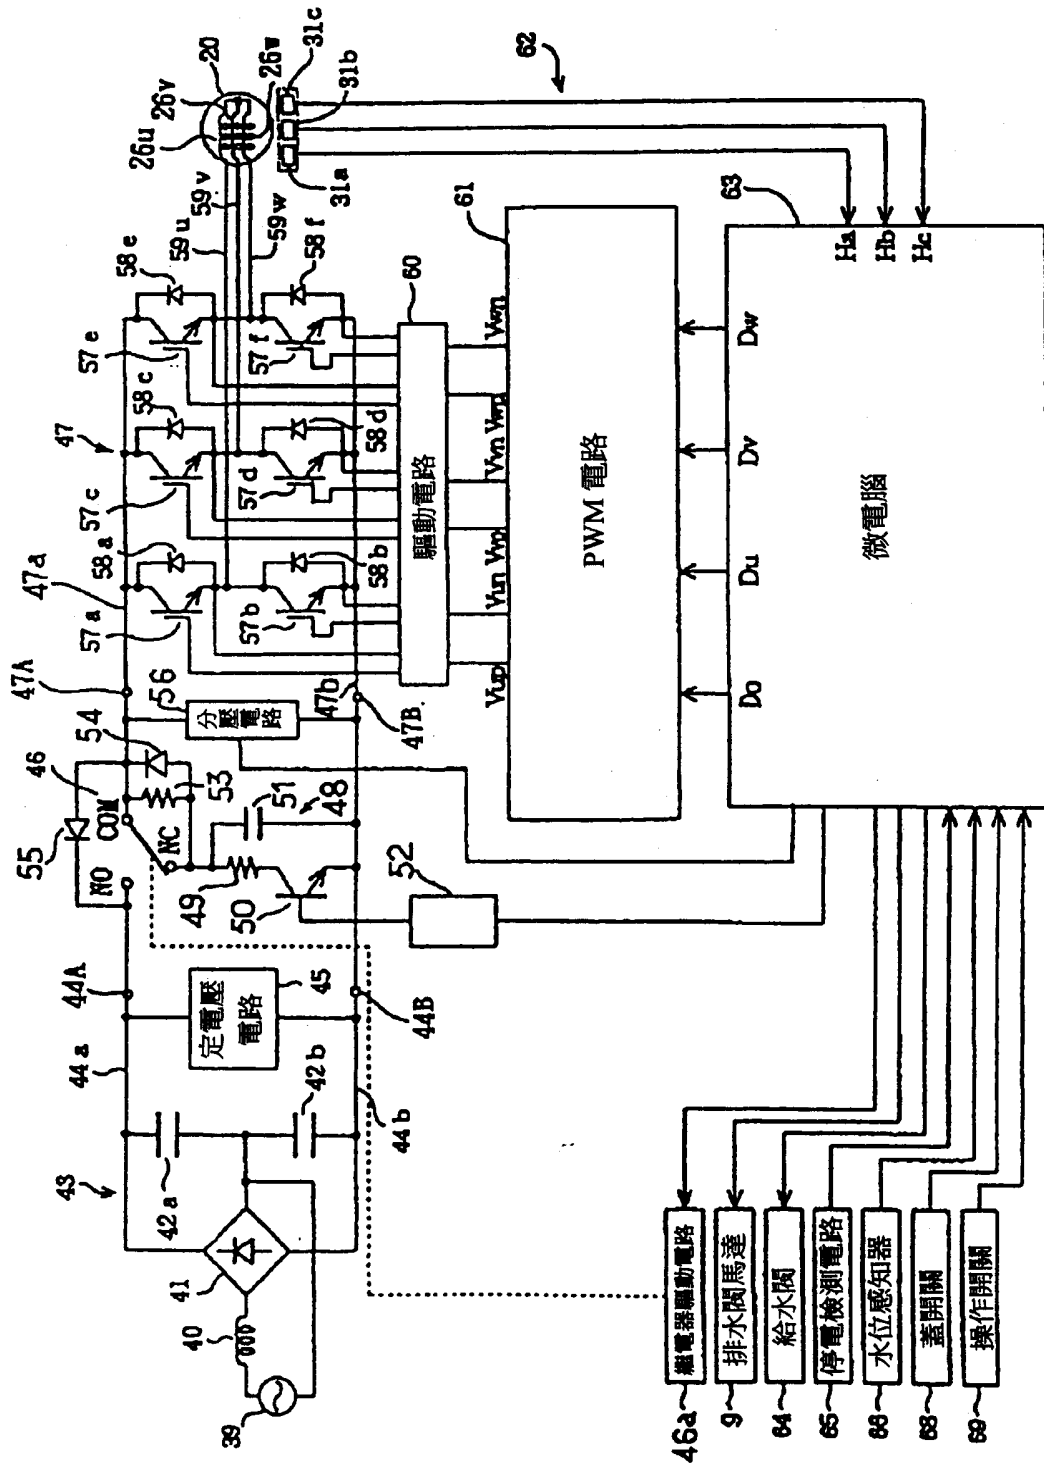 43
42a
41
40
39
44a
44A
定電壓
電路
45
42b
44b
44B
55
NO
COM
46
NC
54
53
51
48
49
50
52
56
分壓
電路
47A
47a
47b
47B
47
57a
58a
57c
58c
57e
58e
57b
58b
57d
58d
57f
58f
59u
59v
59w
26u
26v
20
26w
31a
31b
31c
62
驅動電路
60
Vup
Vun
Vvp
Vvn
Vwp
Vwn
PWM 電路
61
Do
Du
Dv
Dw
微電腦
63
Ha
Hb
Hc
繼電器驅動電路
46a
排水閥馬達
9
給水閥
64
停電檢測電路
65
水位感知器
66
蓋開關
68
操作開關
69